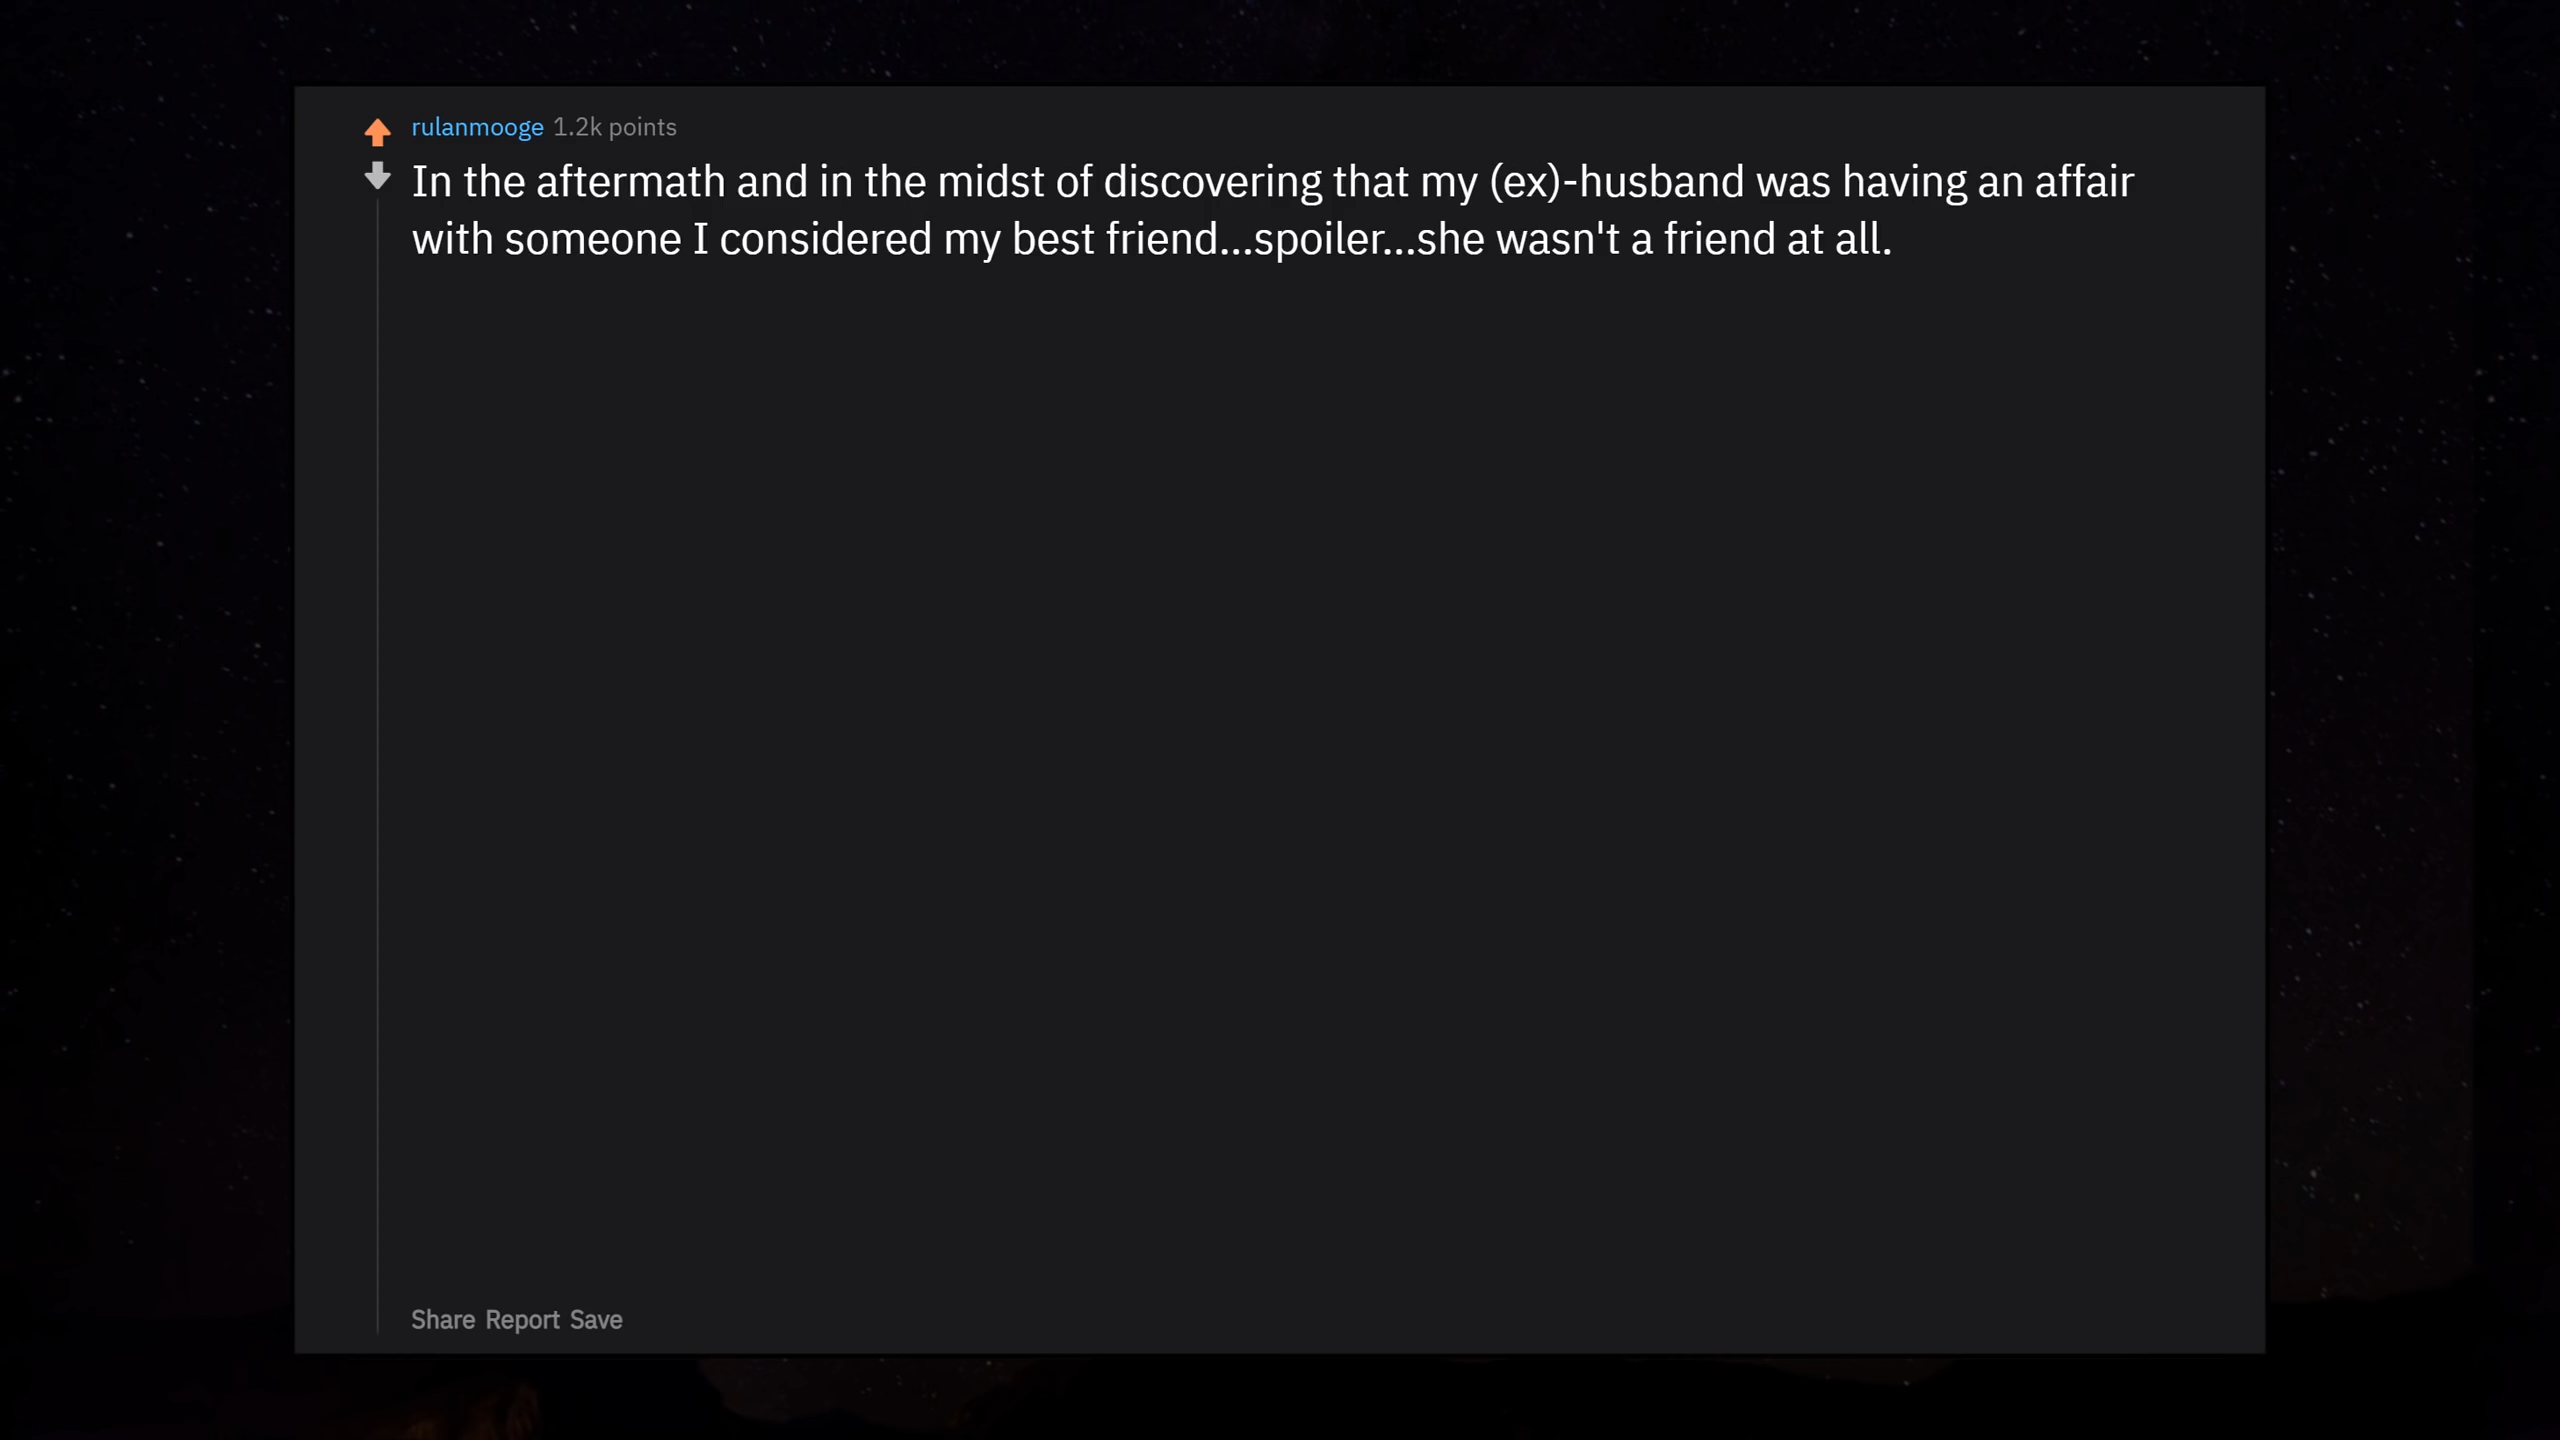 rulanmooge 1.2k points
In the aftermath and in the midst of discovering that my (ex)-husband was having an affair
with someone I considered my best friend...spoiler...she wasn't a friend at all.
Share Report Save